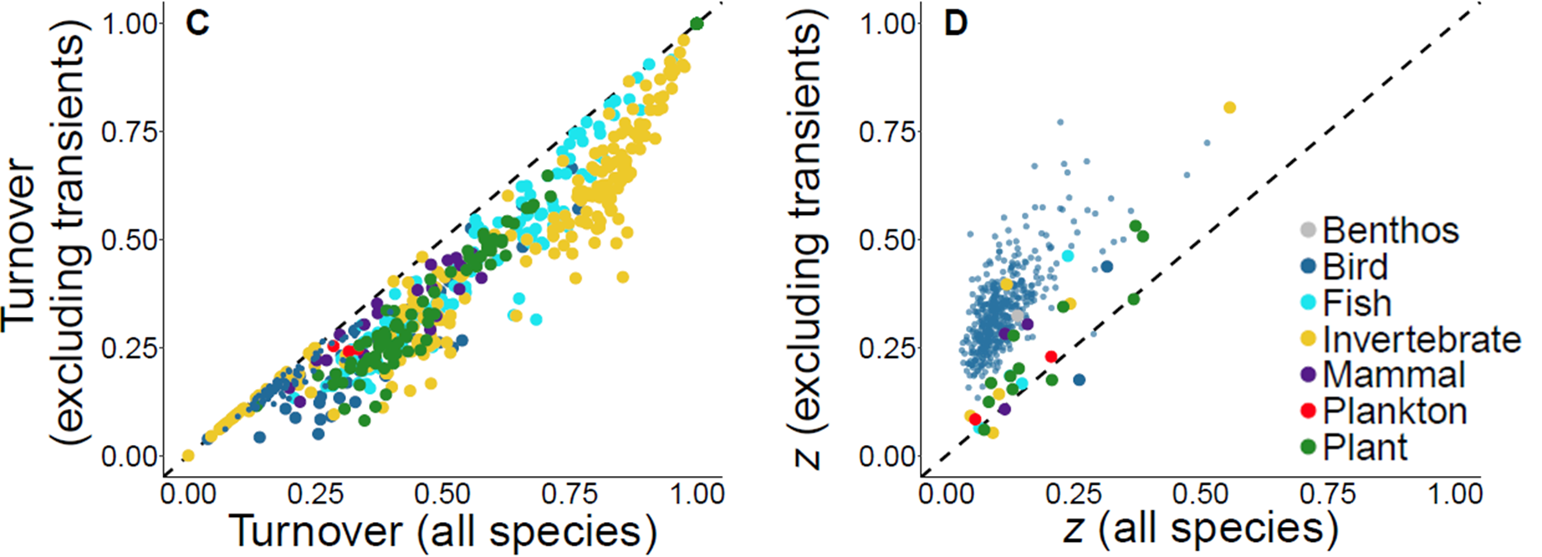 C
Turnover
(excluding transients)
1.00
0.75
0.50
0.25
0.00
0.00 0.25 0.50 0.75 1.00
Turnover (all species)
D
z (excluding transients)
1.00
0.75
0.50
0.25
0.00
0.00 0.25 0.50 0.75 1.00
z (all species)
Benthos
Bird
Fish
Invertebrate
Mammal
Plankton
Plant